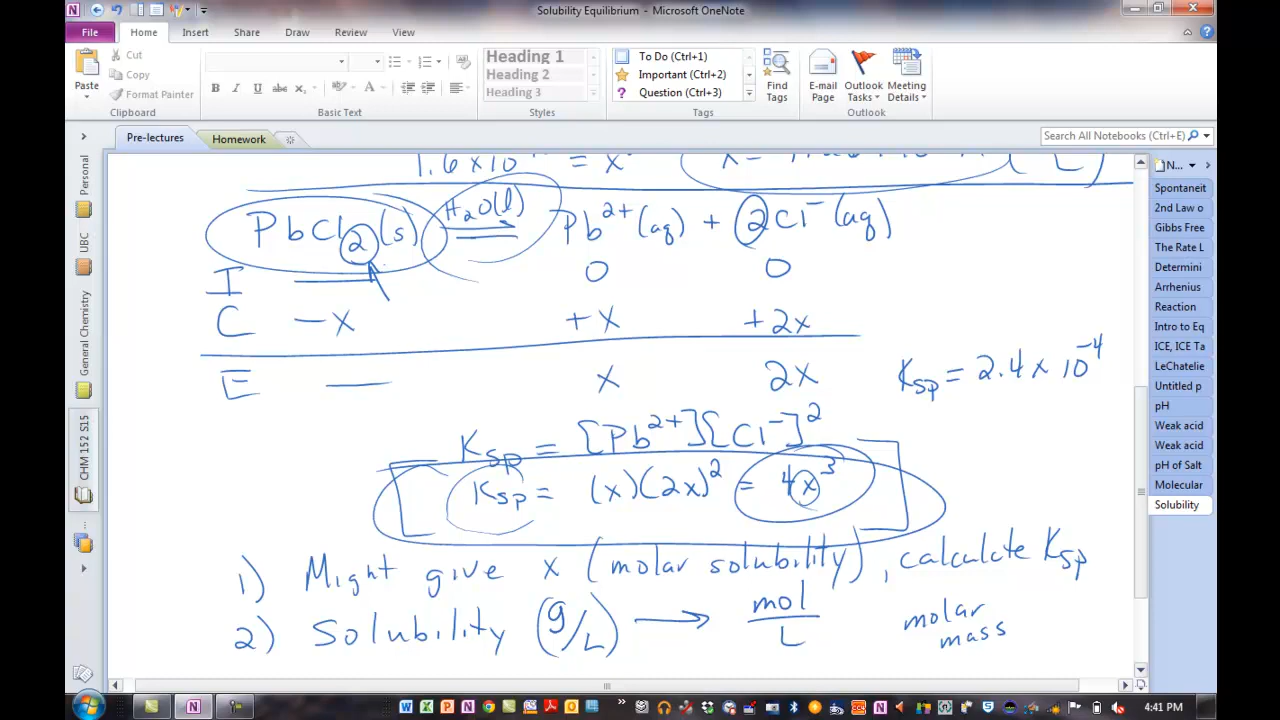 Solubility Equilibrium - Microsoft OneNote
File Home Insert Share Draw Review View
Paste
Cut
Copy
Format Painter
Clipboard
B I U abc x₂
Basic Text
Heading 1
Heading 2
Heading 3
Styles
To Do (Ctrl+1)
Important (Ctrl+2)
Question (Ctrl+3)
Tags
Find Tags
E-mail Page
Outlook Tasks
Meeting Details
Outlook
Pre-lectures Homework
Search All Notebooks (Ctrl+E)
Personal
UBC
General Chemistry
CHM 152 S15
N...
Spontaneit
2nd Law o
Gibbs Free
The Rate L
Determini
Arrhenius
Reaction
Intro to Eq
ICE, ICE Ta
LeChatelie
Untitled p
pH
Weak acid
Weak acid
pH of Salt
Molecular
Solubility
PbCl₂(s) H₂O(l) Pb²⁺(aq) + 2Cl⁻(aq)
I 0 0
C -x +x +2x
E x 2x
Ksp = 2.4 x 10⁻⁴
Ksp = [Pb²⁺][Cl⁻]²
Ksp = (x)(2x)² = 4x³
1) Might give x (molar solubility), calculate Ksp
2) Solubility (g/L) → mol/L molar mass
4:41 PM